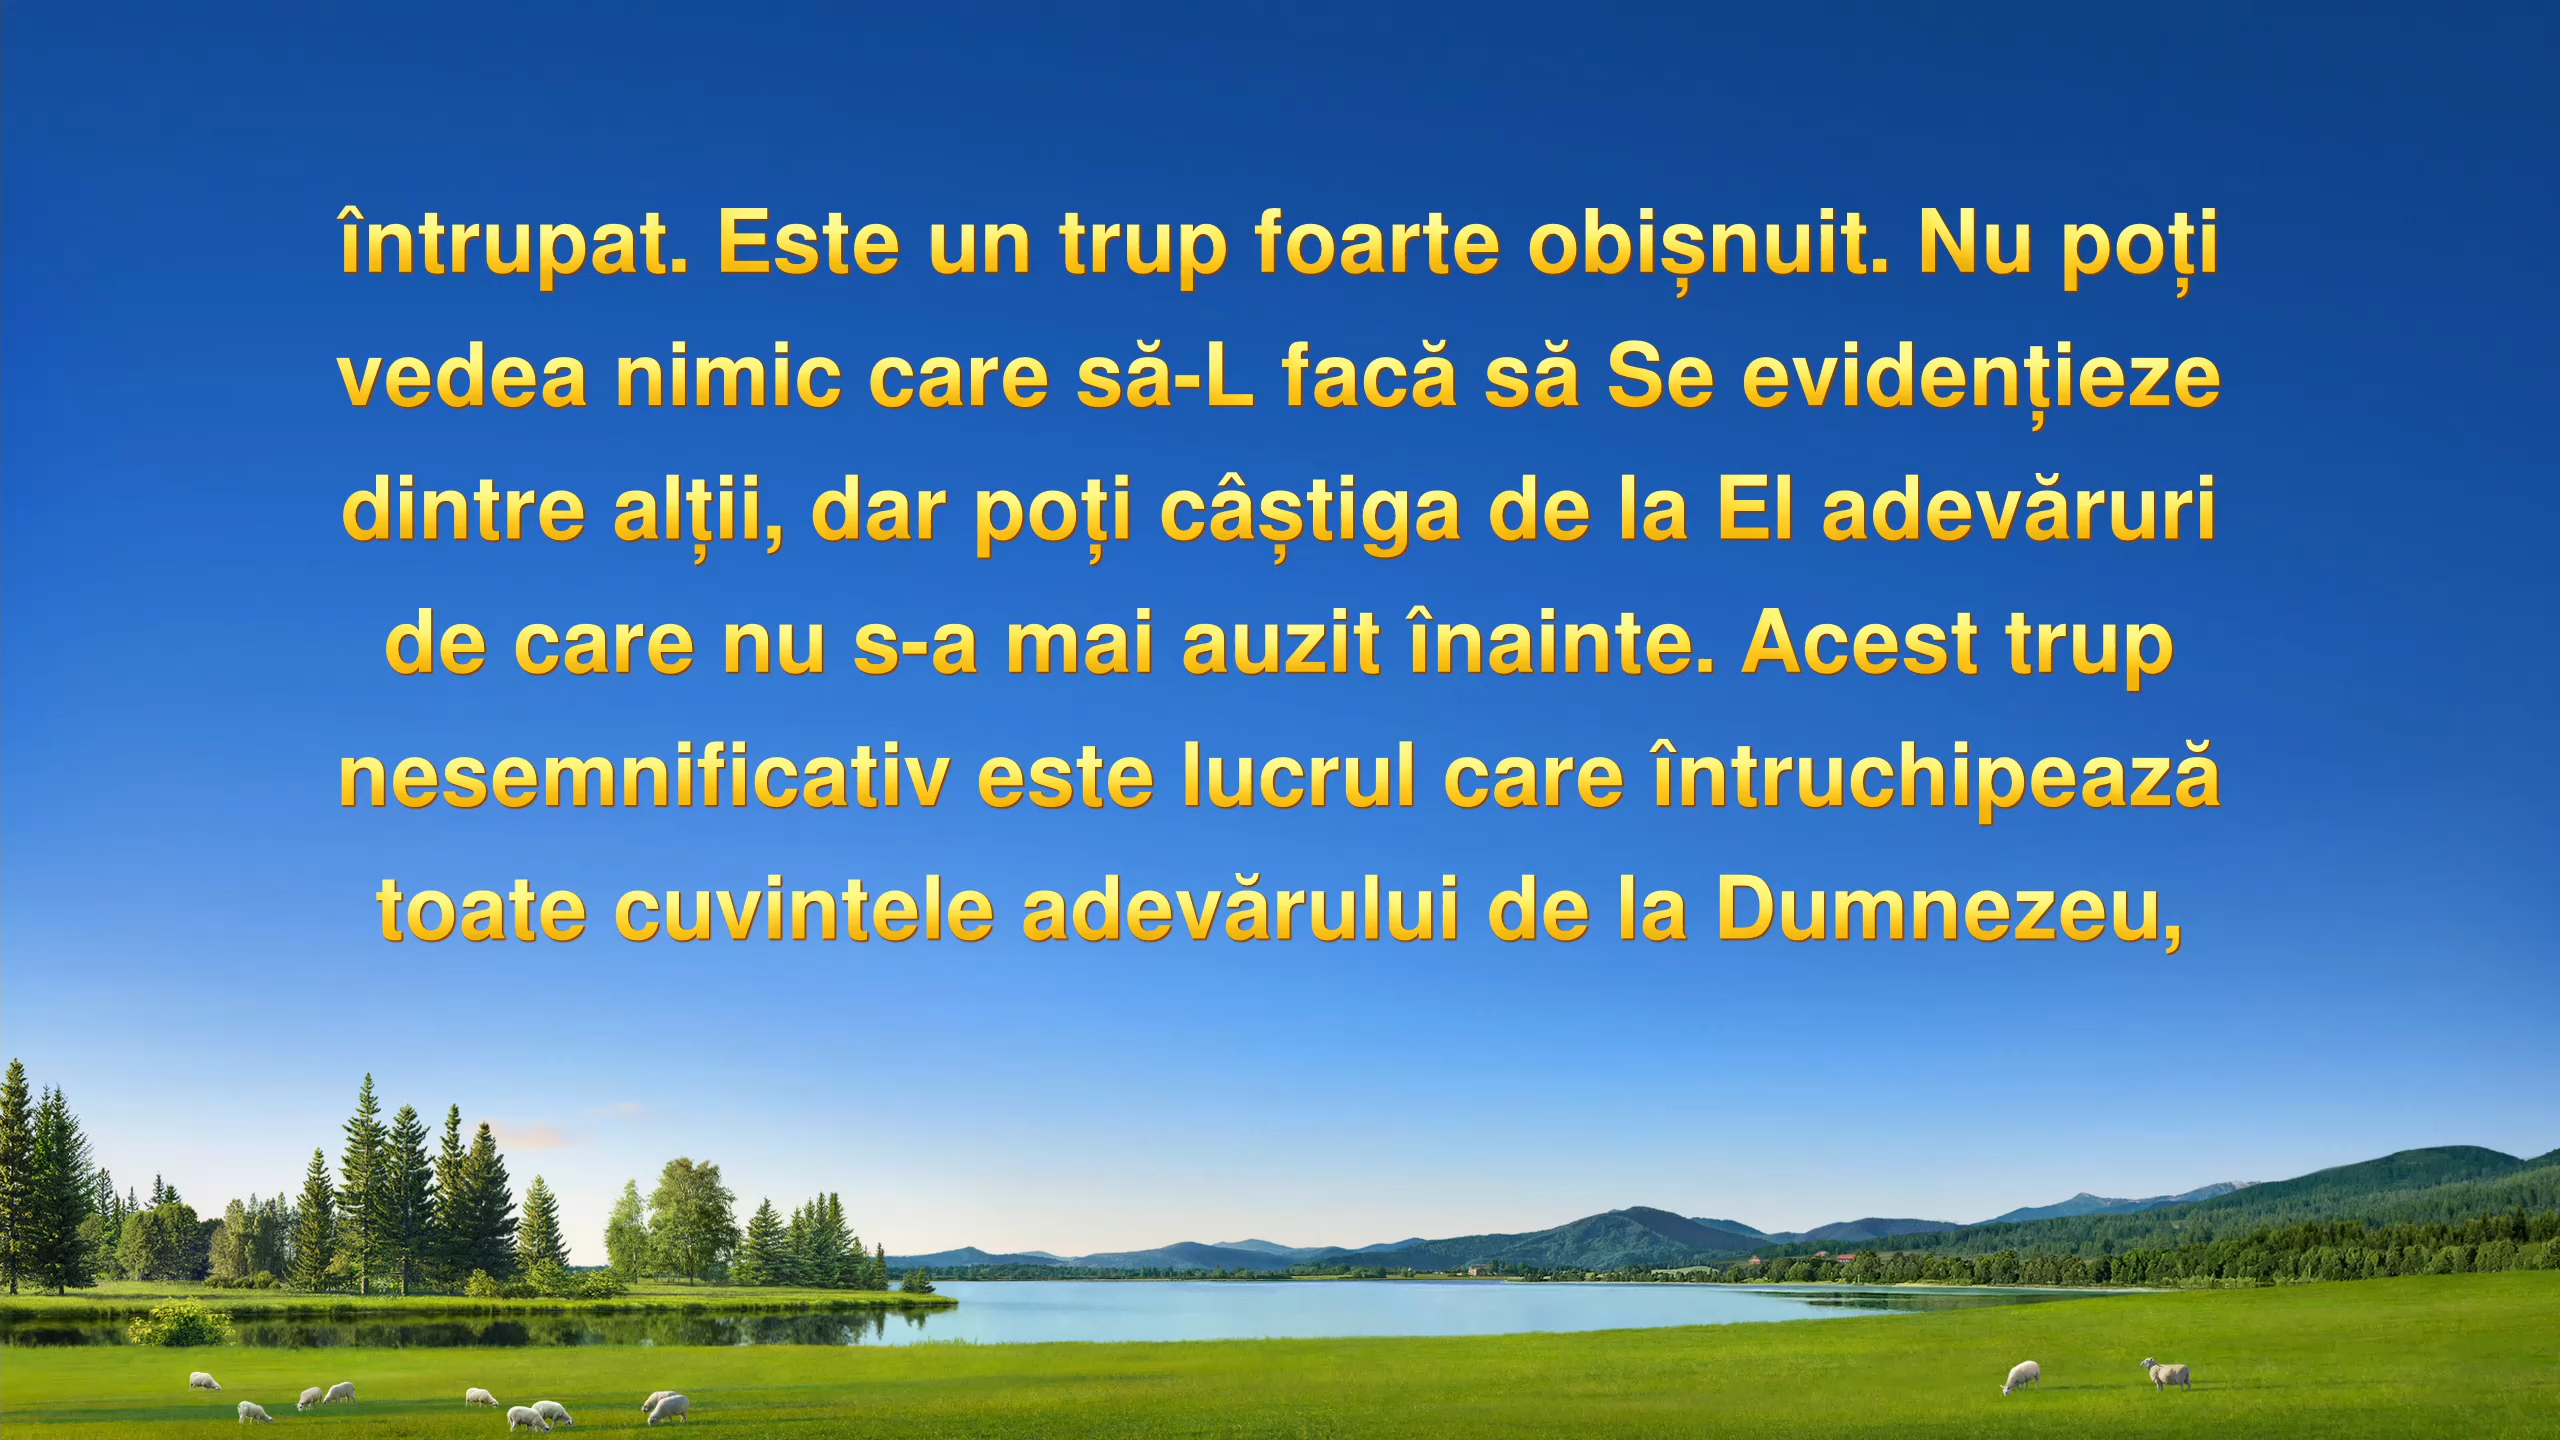 întrupat. Este un trup foarte obișnuit. Nu poți
vedea nimic care să-L facă să Se evidențieze
dintre alții, dar poți câștiga de la El adevăruri
de care nu s-a mai auzit înainte. Acest trup
nesemnificativ este lucrul care întruchipează
toate cuvintele adevărului de la Dumnezeu,